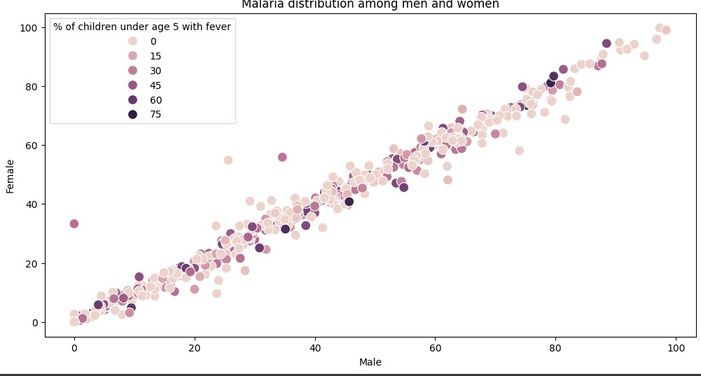 Malaria distribution among men and women
% of children under age 5 with fever
0
15
30
45
60
75
100
80
60
40
20
0
Female
0 20 40 60 80 100
Male